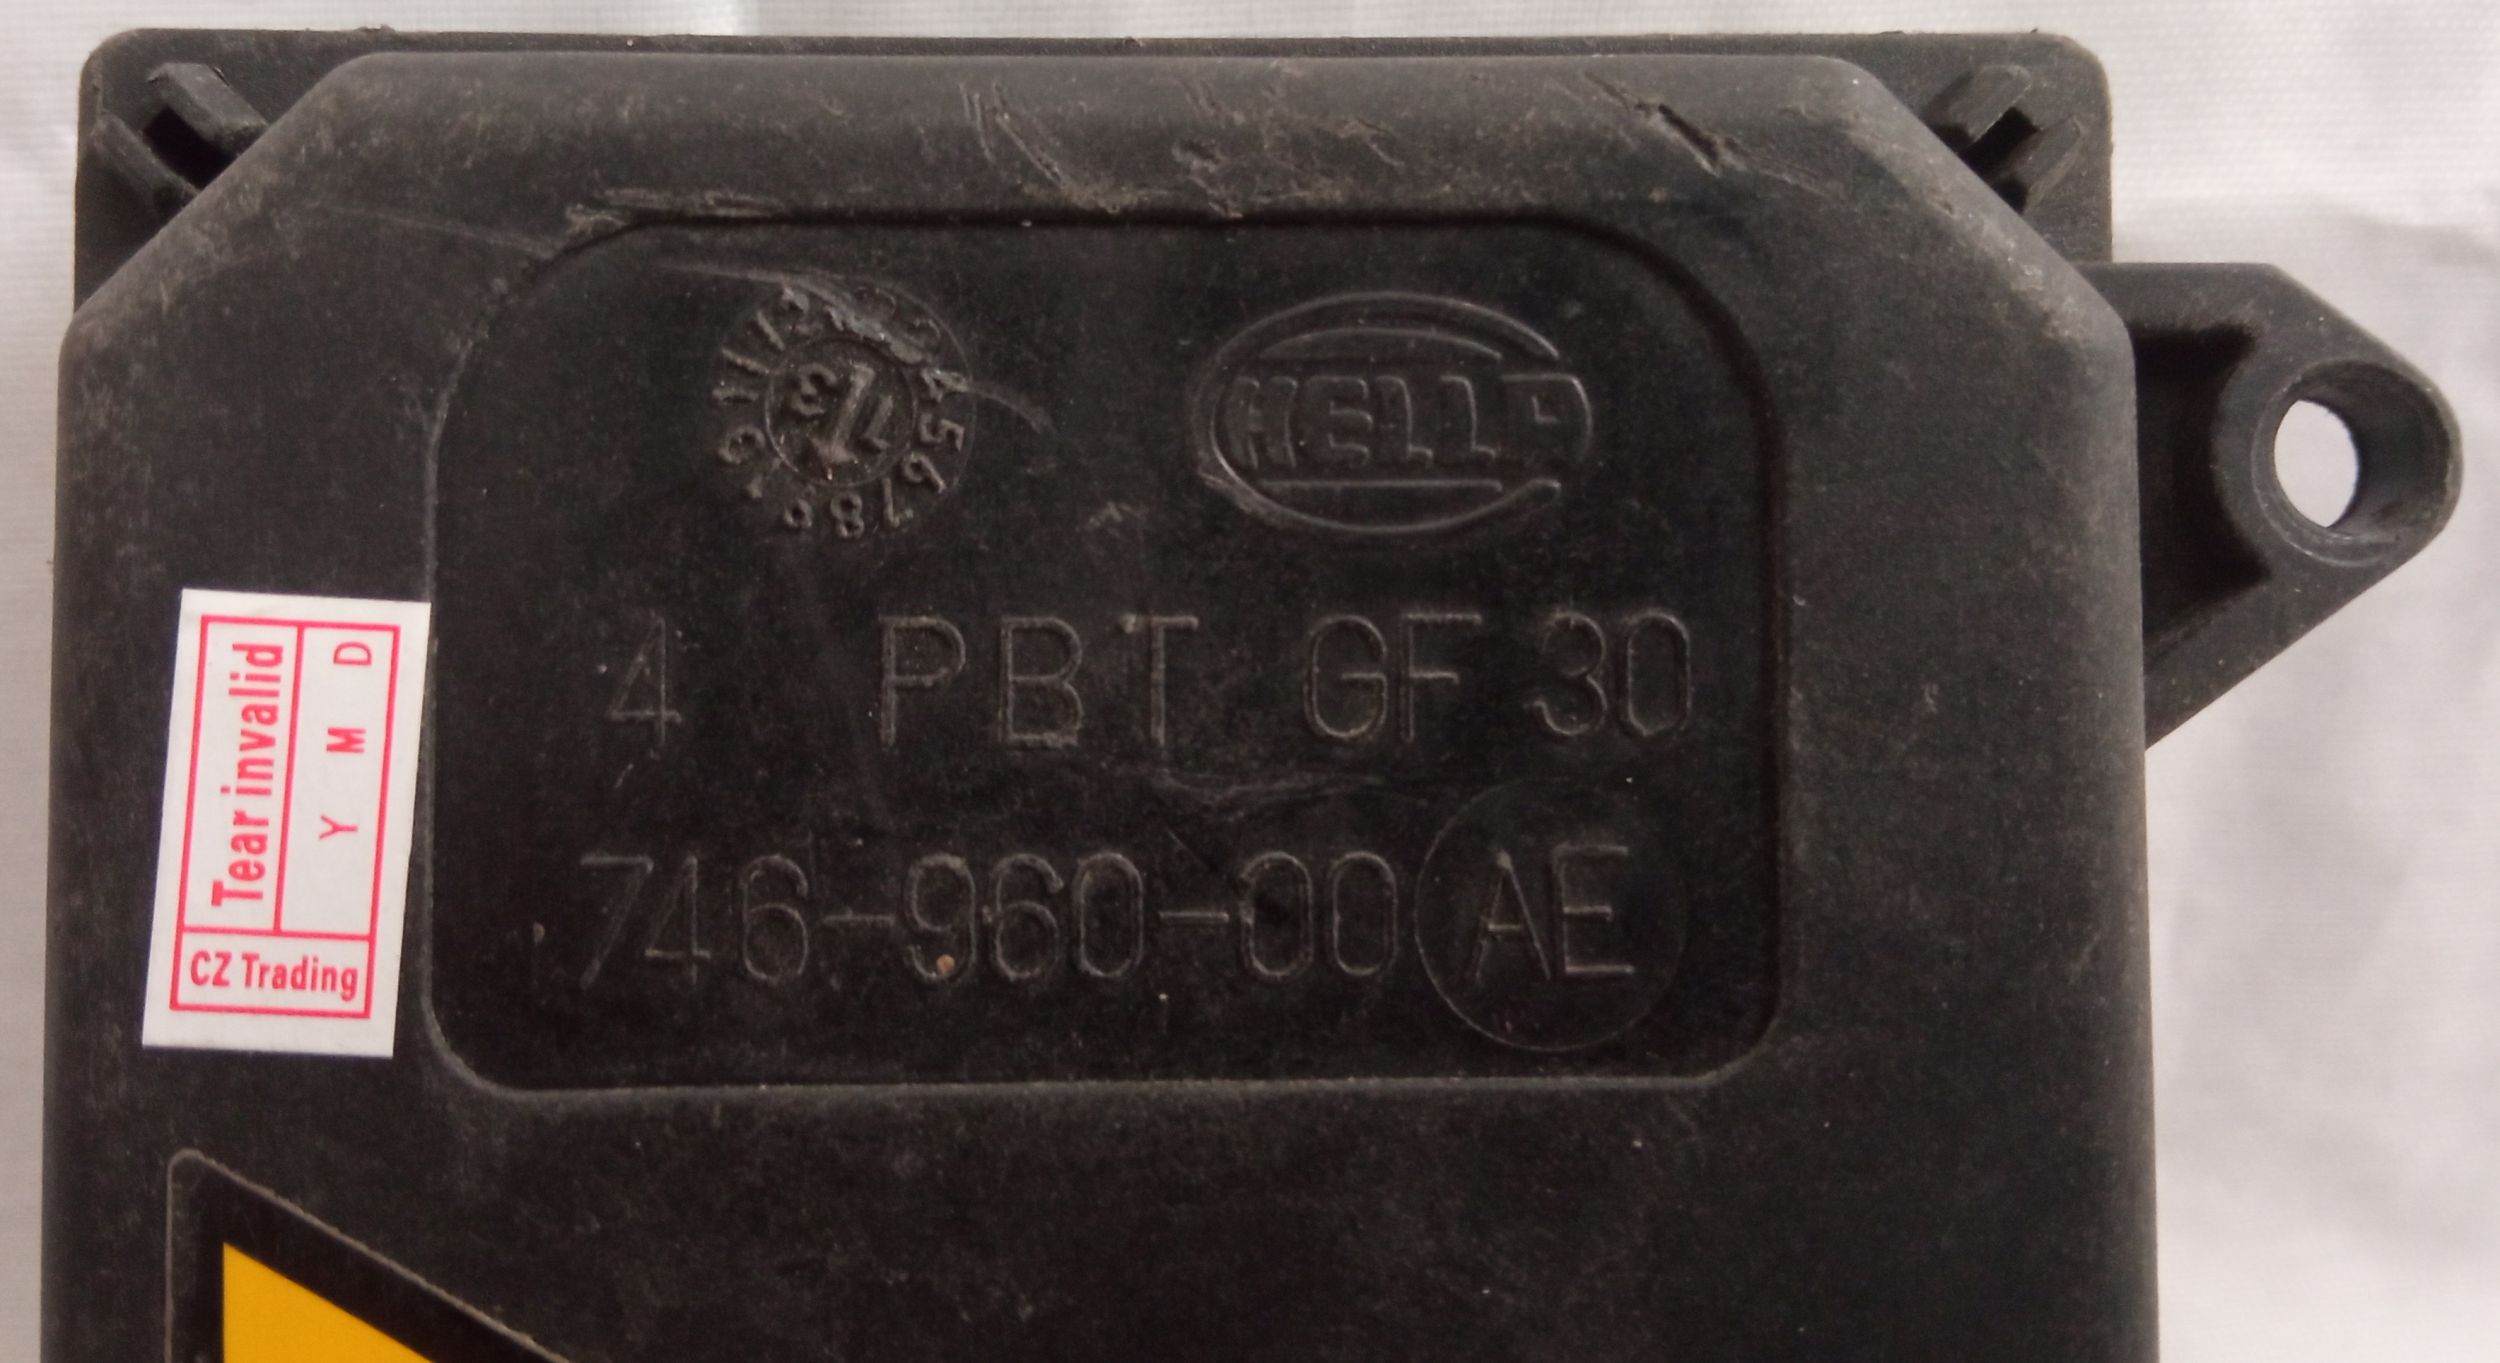 HELLA
4 PBT GF 30
746-960-00 AE
Tear invalid
Y M D
CZ Trading